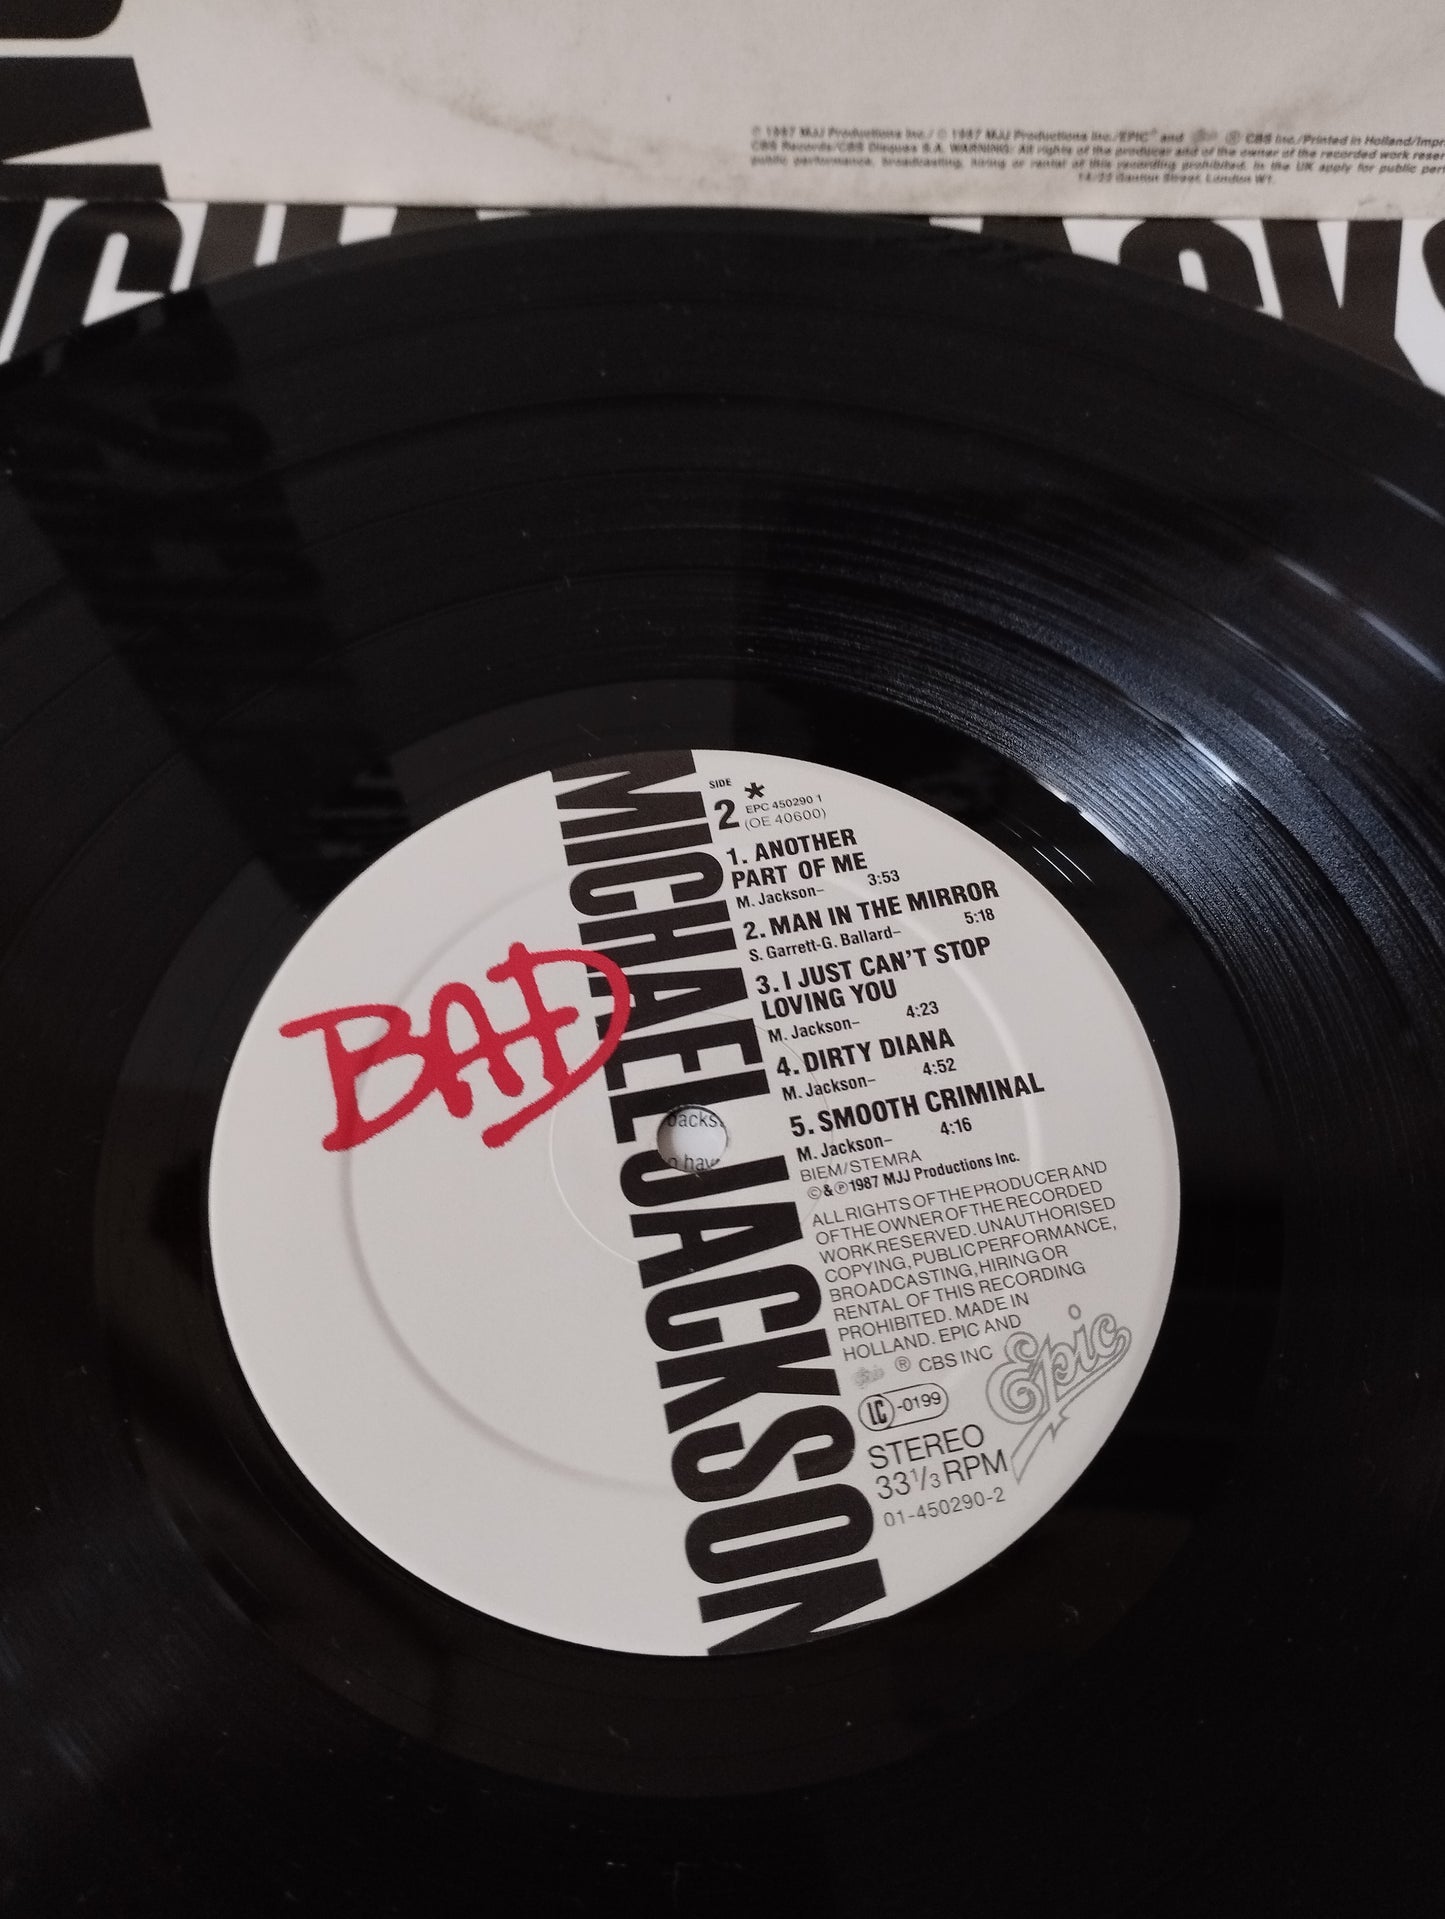 ℗ 1987 MJJ Productions Inc./ © 1987 MJJ Productions Inc./EPIC® and Epic ® CBS Inc./Printed in Holland/Impr
CBS Records/CBS Disques S.A. WARNING: All rights of the producer and of the owner of the recorded work reser
public performance, broadcasting, hiring or rental of this recording prohibited. In the UK apply for public per
14/22 Ganton Street, London W1.
MICHAEL JACKSON
BAD
SIDE
2 *
EPC 450290 1
(OE 40600)
1. ANOTHER
PART OF ME
M. Jackson– 3:53
2. MAN IN THE MIRROR
S. Garrett-G. Ballard– 5:18
3. I JUST CAN'T STOP
LOVING YOU
M. Jackson– 4:23
4. DIRTY DIANA
M. Jackson– 4:52
5. SMOOTH CRIMINAL
M. Jackson– 4:16
BIEM/STEMRA
©&℗1987 MJJ Productions Inc.
ALL RIGHTS OF THE PRODUCER AND
OF THE OWNER OF THE RECORDED
WORK RESERVED. UNAUTHORISED
COPYING, PUBLIC PERFORMANCE,
BROADCASTING, HIRING OR
RENTAL OF THIS RECORDING
PROHIBITED. MADE IN
HOLLAND. EPIC AND
Epic ® CBS INC
Epic
LC -0199
STEREO
33 1/3 RPM
01-450290-2
jacks
hav